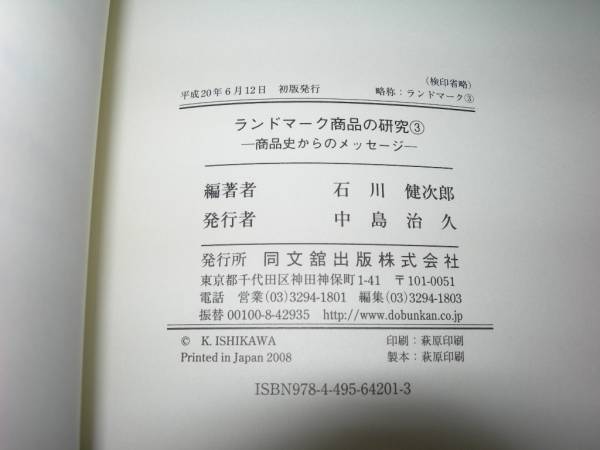 （検印省略）
平成20年6月12日　初版発行　　略称：ランドマーク③
ランドマーク商品の研究③
―商品史からのメッセージ―
編著者　石川健次郎
発行者　中島治久
発行所　同文舘出版株式会社
東京都千代田区神田神保町1-41　〒101-0051
電話　営業(03)3294-1801　編集(03)3294-1803
振替00100-8-42935　http://www.dobunkan.co.jp
© K. ISHIKAWA　印刷：萩原印刷
Printed in Japan 2008　製本：萩原印刷
ISBN978-4-495-64201-3